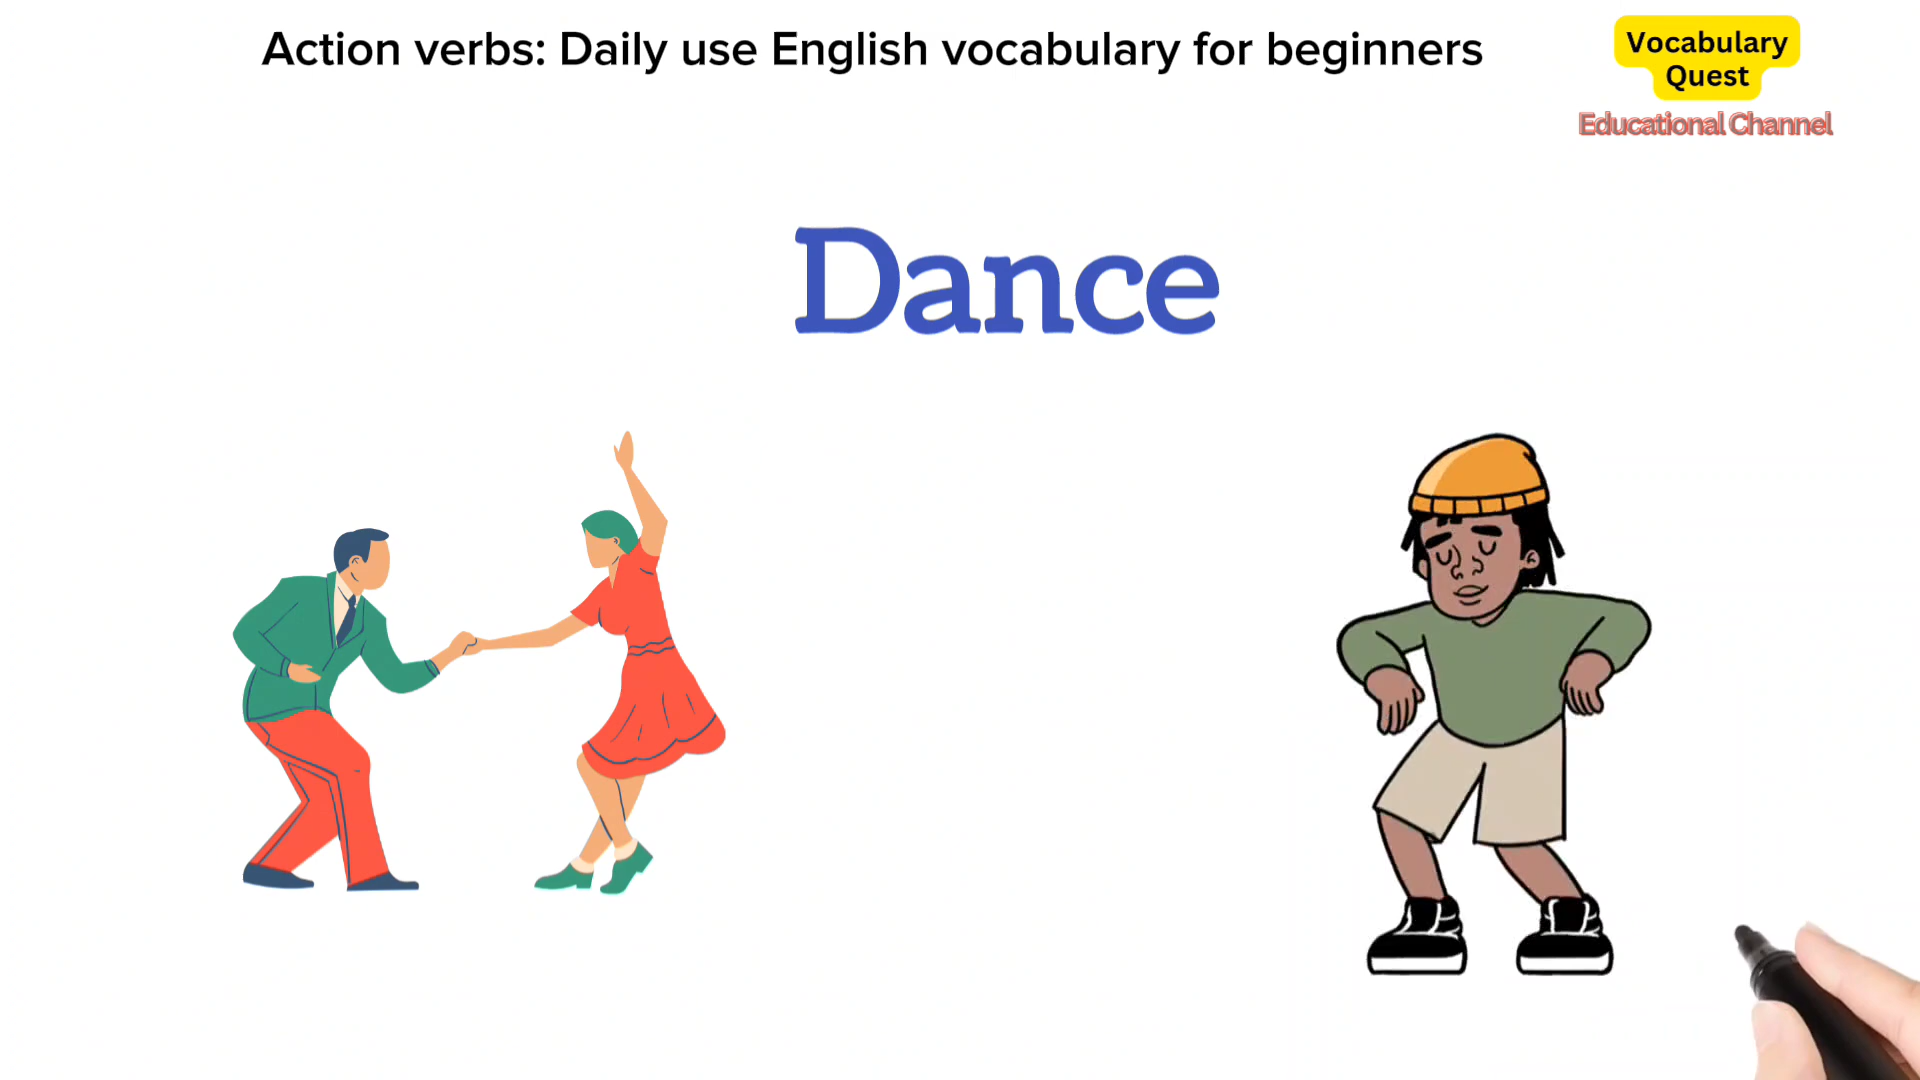 Action verbs: Daily use English vocabulary for beginners
Vocabulary
Quest
Educational Channel
Dance